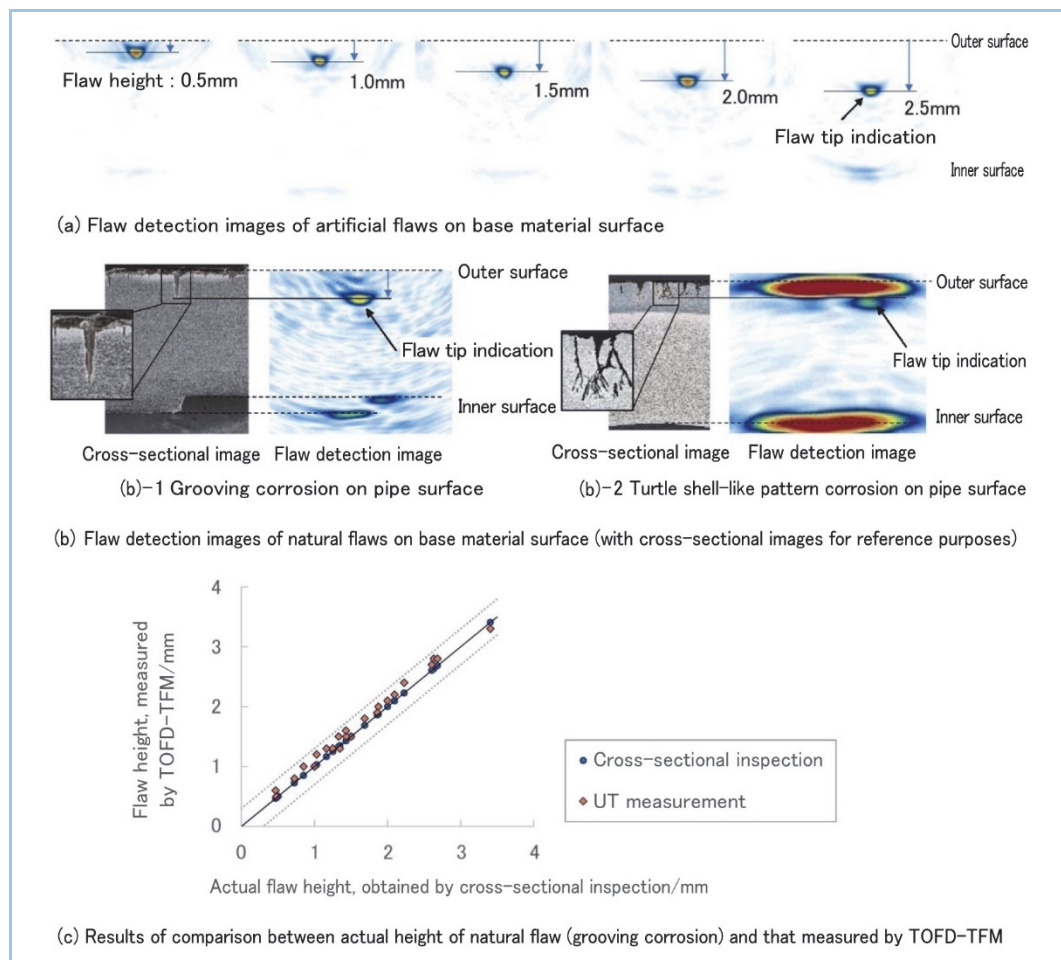 Outer surface
Flaw height : 0.5mm
1.0mm
1.5mm
2.0mm
2.5mm
Flaw tip indication
Inner surface
(a) Flaw detection images of artificial flaws on base material surface
Outer surface
Flaw tip indication
Inner surface
Cross-sectional image
Flaw detection image
(b)-1 Grooving corrosion on pipe surface
Outer surface
Flaw tip indication
Inner surface
Cross-sectional image
Flaw detection image
(b)-2 Turtle shell-like pattern corrosion on pipe surface
(b) Flaw detection images of natural flaws on base material surface (with cross-sectional images for reference purposes)
Flaw height, measured
by TOFD-TFM/mm
4
3
2
1
0
0
1
2
3
4
Actual flaw height, obtained by cross-sectional inspection/mm
Cross-sectional inspection
UT measurement
(c) Results of comparison between actual height of natural flaw (grooving corrosion) and that measured by TOFD-TFM